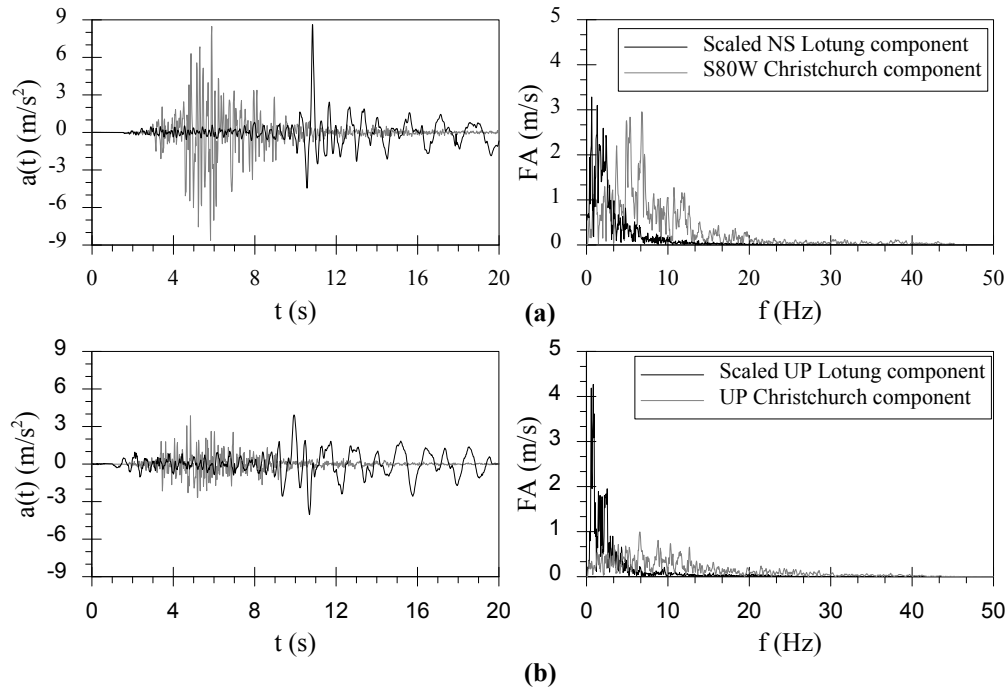 9
6
3
0
-3
-6
-9
a(t) (m/s²)
0 4 8 12 16 20
t (s)
5
4
3
2
1
0
FA (m/s)
Scaled NS Lotung component
S80W Christchurch component
0 10 20 30 40 50
f (Hz)
(a)
9
6
3
0
-3
-6
-9
a(t) (m/s²)
0 4 8 12 16 20
t (s)
5
4
3
2
1
0
FA (m/s)
Scaled UP Lotung component
UP Christchurch component
0 10 20 30 40 50
f (Hz)
(b)